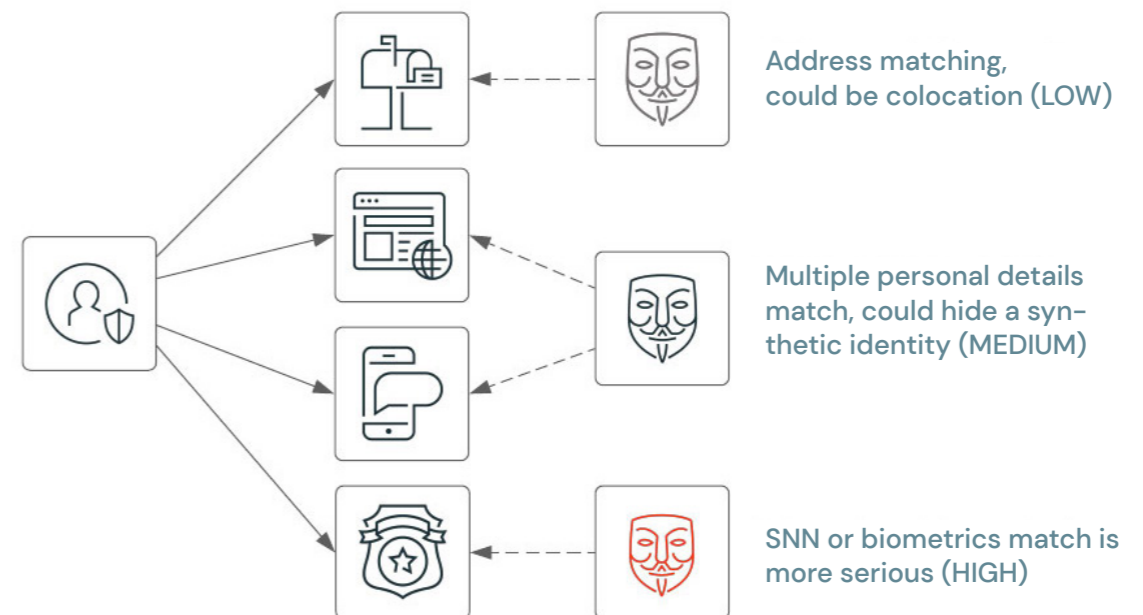 Address matching,
could be colocation (LOW)
Multiple personal details
match, could hide a syn-
thetic identity (MEDIUM)
SNN or biometrics match is
more serious (HIGH)